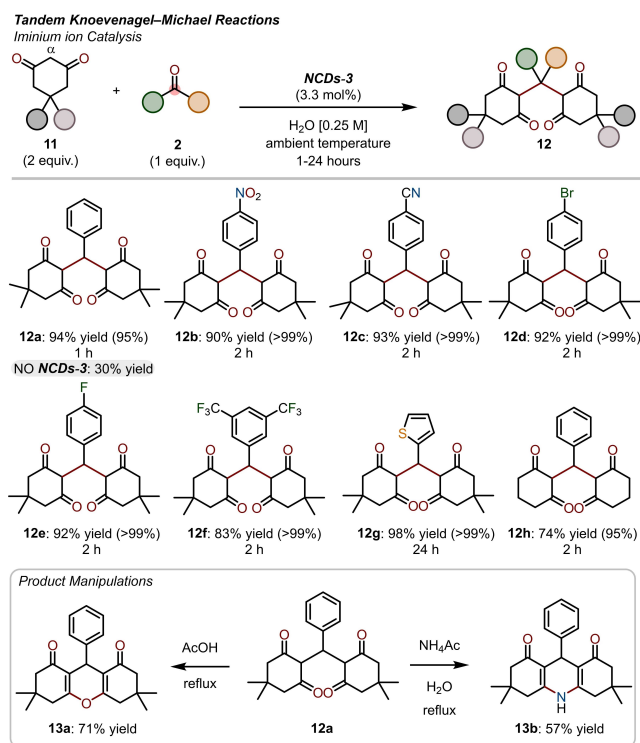 Tandem Knoevenagel–Michael Reactions
Iminium ion Catalysis
α
O O
11
(2 equiv.)
+
O
2
(1 equiv.)
NCDs-3
(3.3 mol%)
H2O [0.25 M]
ambient temperature
1-24 hours
O O
O O
12
NO2
CN
Br
O O O O O O O O
O O O O O O O O
12a: 94% yield (95%)
1 h
NO NCDs-3: 30% yield
12b: 90% yield (>99%)
2 h
12c: 93% yield (>99%)
2 h
12d: 92% yield (>99%)
2 h
F
F3C CF3
S
O O O O O O O O
O O O O O O O O
12e: 92% yield (>99%)
2 h
12f: 83% yield (>99%)
2 h
12g: 98% yield (>99%)
24 h
12h: 74% yield (95%)
2 h
Product Manipulations
O O
O
13a: 71% yield
AcOH
reflux
O O
O O
12a
NH4Ac
H2O
reflux
O O
N
H
13b: 57% yield